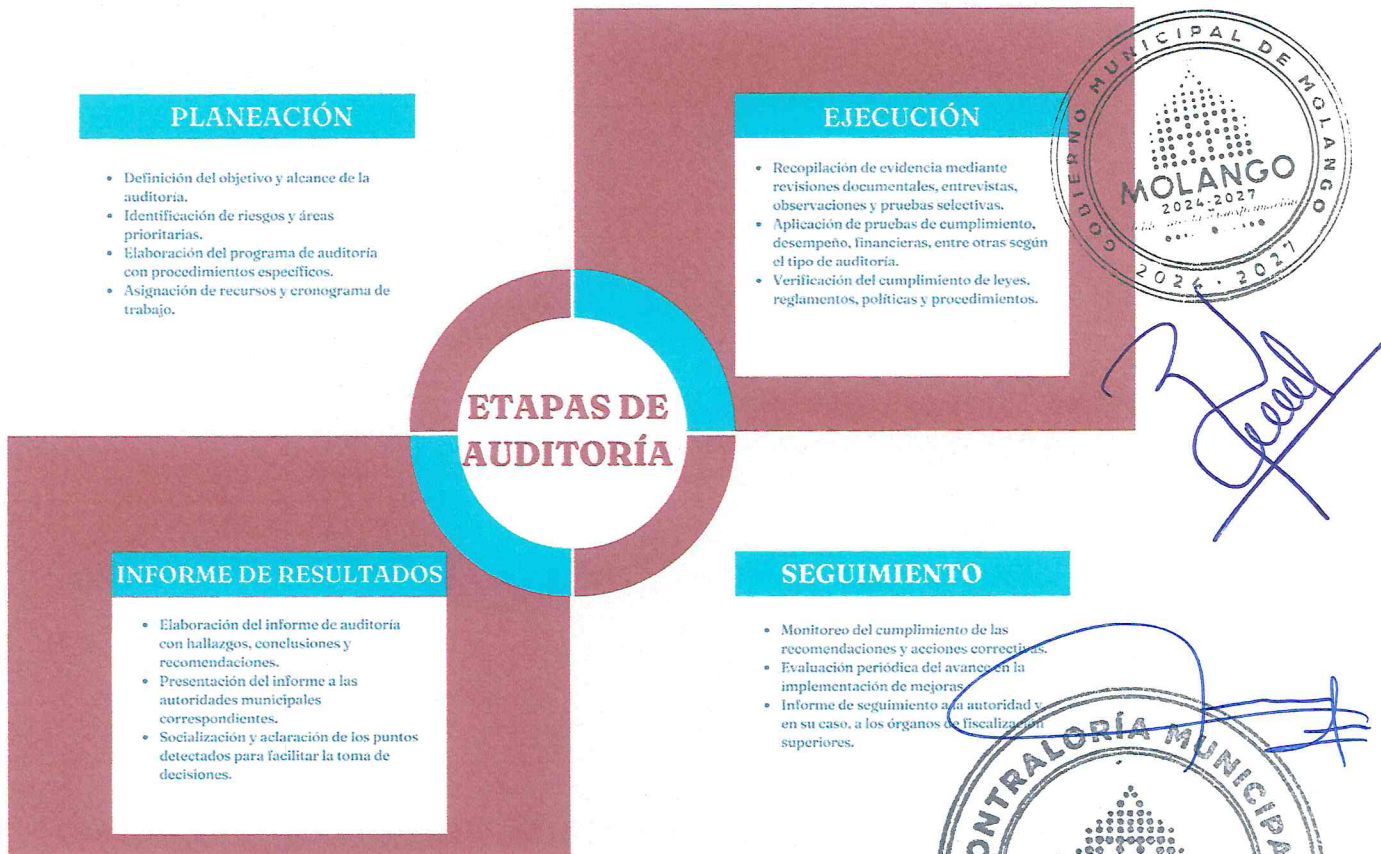 PLANEACIÓN
• Definición del objetivo y alcance de la
auditoría.
• Identificación de riesgos y áreas
prioritarias.
• Elaboración del programa de auditoría
con procedimientos específicos.
• Asignación de recursos y cronograma de
trabajo.
EJECUCIÓN
• Recopilación de evidencia mediante
revisiones documentales, entrevistas,
observaciones y pruebas selectivas.
• Aplicación de pruebas de cumplimiento,
desempeño, financieras, entre otras según
el tipo de auditoría.
• Verificación del cumplimiento de leyes,
reglamentos, políticas y procedimientos.
GOBIERNO MUNICIPAL DE MOLANGO
MOLANGO
2024-2027
2024 · 2027
ETAPAS DE
AUDITORÍA
INFORME DE RESULTADOS
• Elaboración del informe de auditoría
con hallazgos, conclusiones y
recomendaciones.
• Presentación del informe a las
autoridades municipales
correspondientes.
• Socialización y aclaración de los puntos
detectados para facilitar la toma de
decisiones.
SEGUIMIENTO
• Monitoreo del cumplimiento de las
recomendaciones y acciones correctivas.
• Evaluación periódica del avance en la
implementación de mejoras.
• Informe de seguimiento a la autoridad y,
en su caso, a los órganos de fiscalización
superiores.
CONTRALORÍA MUNICIPA